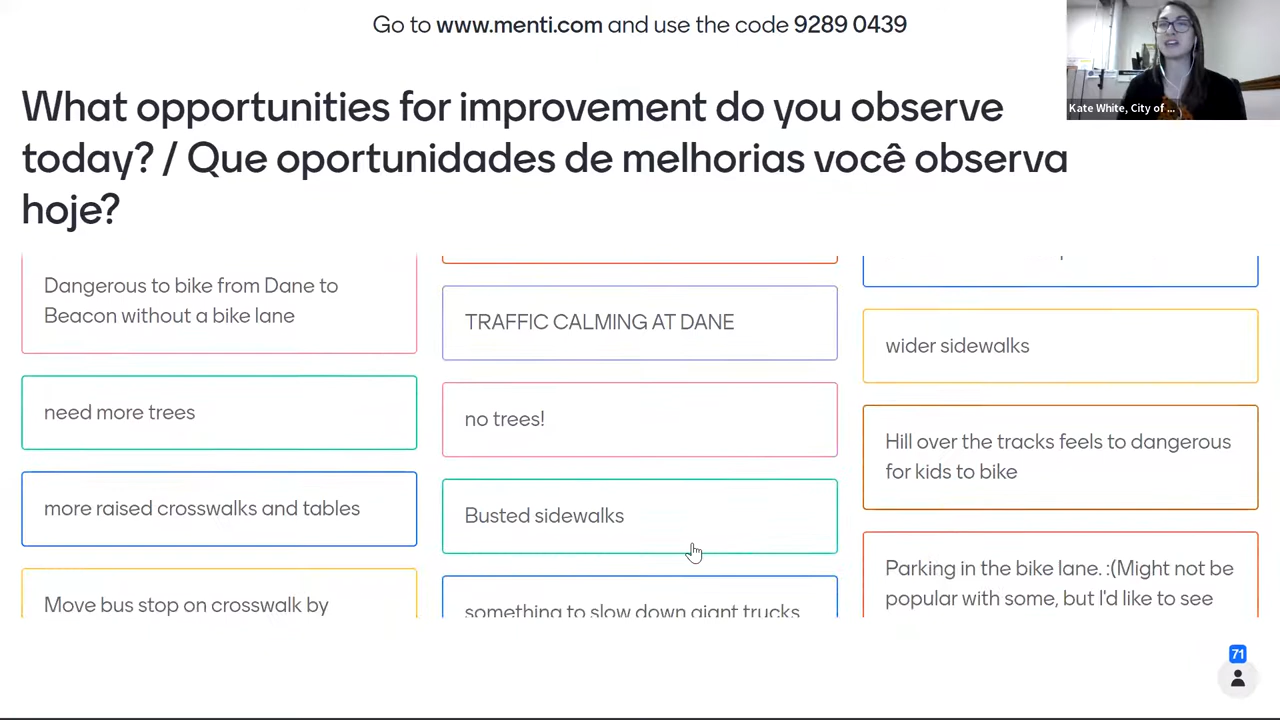 Go to www.menti.com and use the code 9289 0439
Kate White, City of ...
What opportunities for improvement do you observe
today? / Que oportunidades de melhorias você observa
hoje?
Dangerous to bike from Dane to
Beacon without a bike lane
need more trees
more raised crosswalks and tables
Move bus stop on crosswalk by
TRAFFIC CALMING AT DANE
no trees!
Busted sidewalks
something to slow down giant trucks
wider sidewalks
Hill over the tracks feels to dangerous
for kids to bike
Parking in the bike lane. :(Might not be
popular with some, but I'd like to see
71